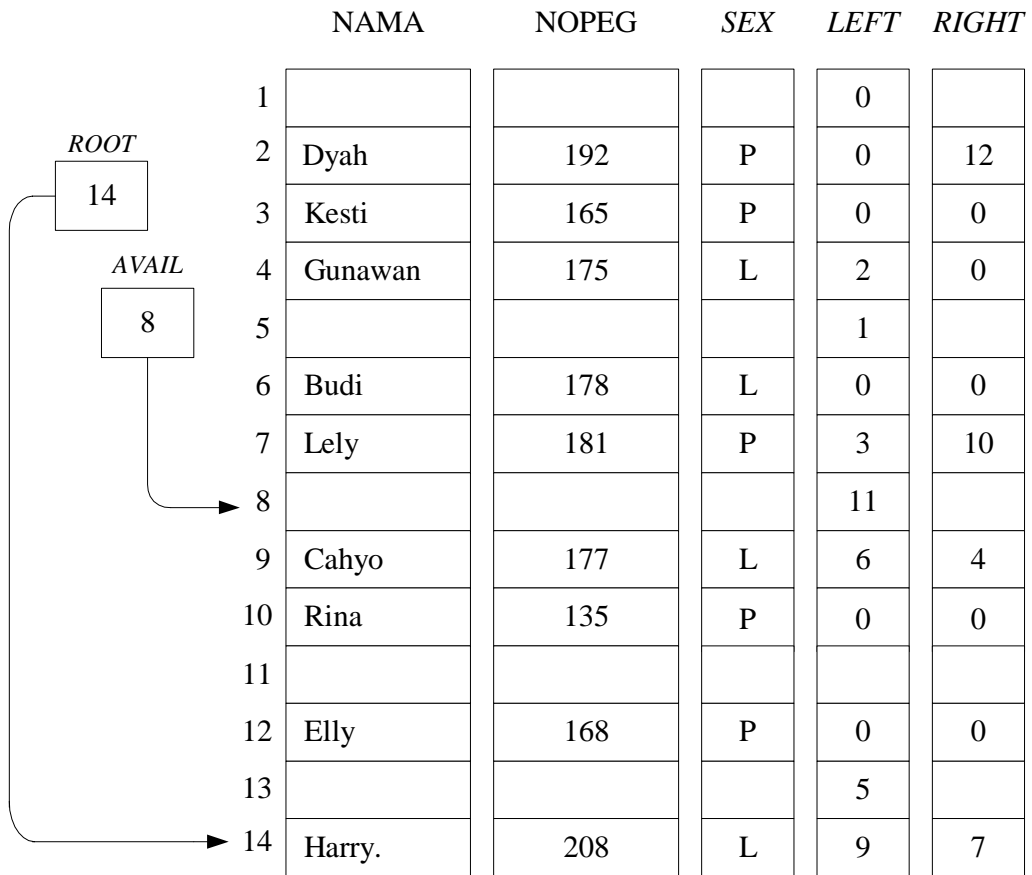 NAMA NOPEG SEX LEFT RIGHT
1 0
ROOT
2 Dyah 192 P 0 12
14
3 Kesti 165 P 0 0
AVAIL
4 Gunawan 175 L 2 0
8
5 1
6 Budi 178 L 0 0
7 Lely 181 P 3 10
8 11
9 Cahyo 177 L 6 4
10 Rina 135 P 0 0
11
12 Elly 168 P 0 0
13 5
14 Harry. 208 L 9 7